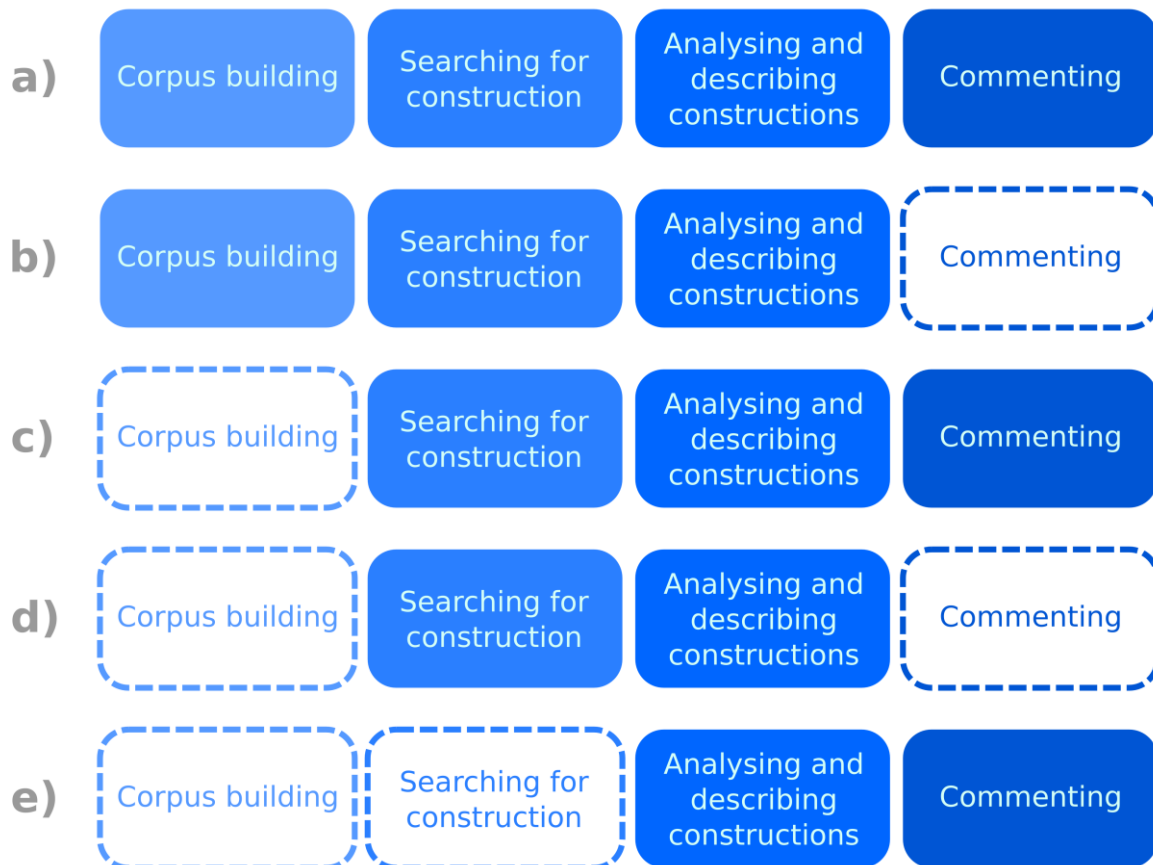 a)
Corpus building
Searching for
construction
Analysing and
describing
constructions
Commenting
b)
Corpus building
Searching for
construction
Analysing and
describing
constructions
Commenting
c)
Corpus building
Searching for
construction
Analysing and
describing
constructions
Commenting
d)
Corpus building
Searching for
construction
Analysing and
describing
constructions
Commenting
e)
Corpus building
Searching for
construction
Analysing and
describing
constructions
Commenting